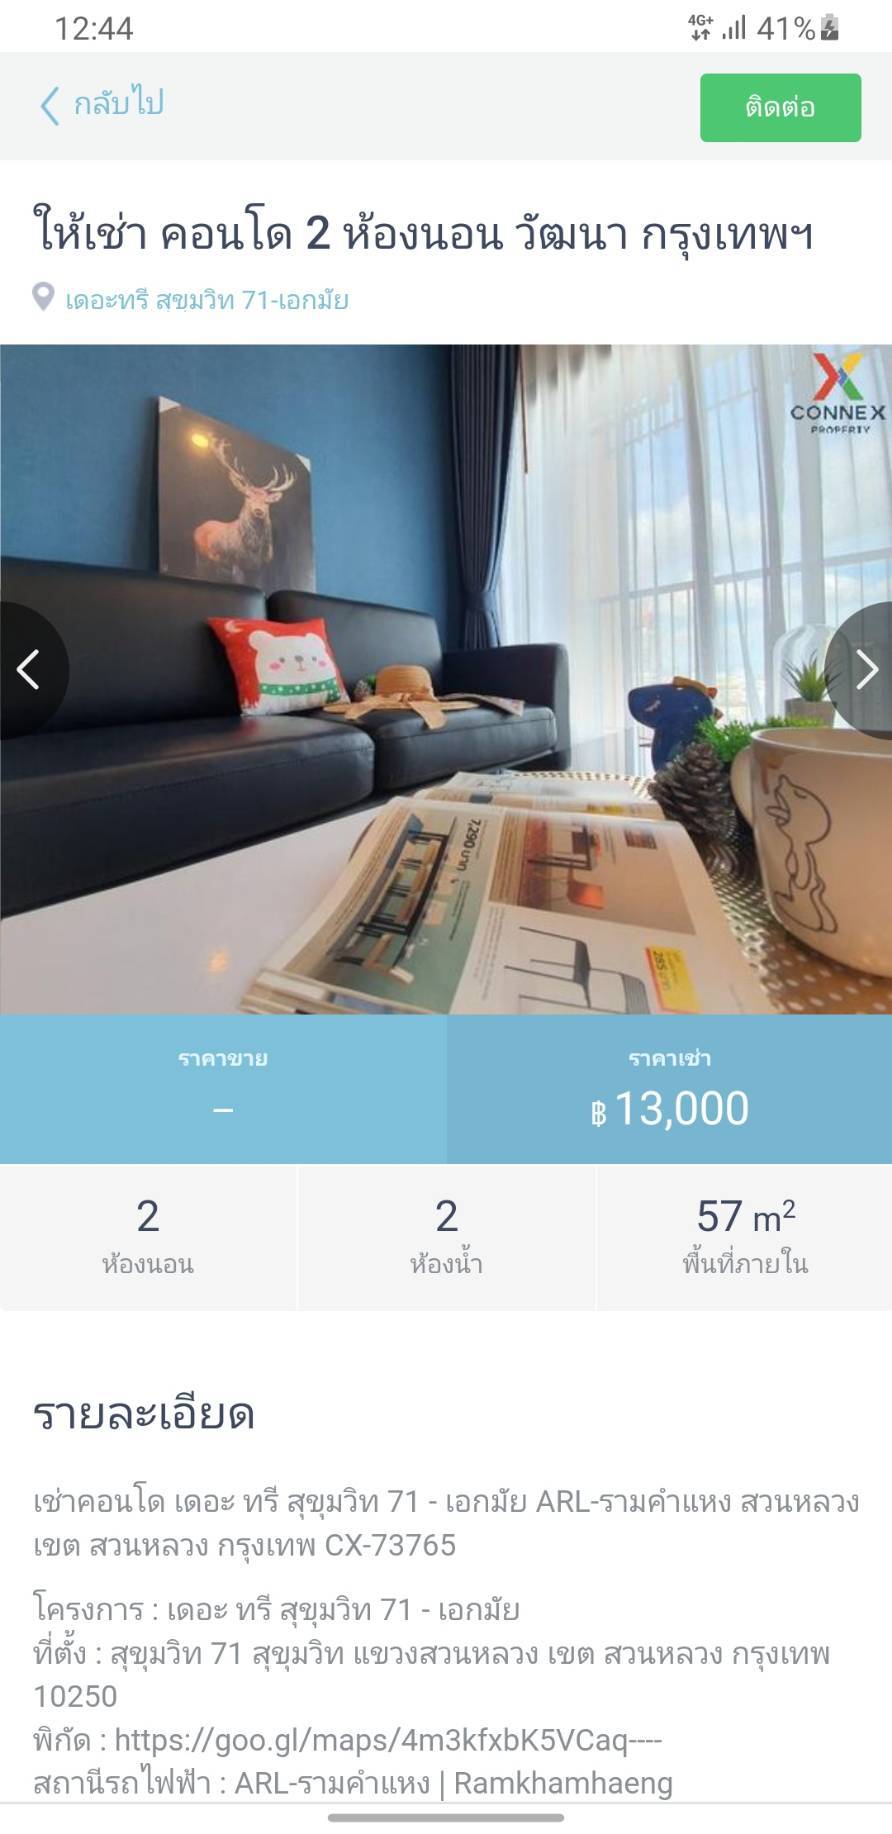 12:44
4G+ 41%
กลับไป
ติดต่อ
ให้เช่า คอนโด 2 ห้องนอน วัฒนา กรุงเทพฯ
เดอะทรี สุขุมวิท 71-เอกมัย
CONNEX
PROPERTY
7,290 บาท
285 บาท
ราคาขาย
ราคาเช่า
–
฿ 13,000
2
2
57 m²
ห้องนอน
ห้องน้ำ
พื้นที่ภายใน
รายละเอียด
เช่าคอนโด เดอะ ทรี สุขุมวิท 71 - เอกมัย ARL-รามคำแหง สวนหลวง
เขต สวนหลวง กรุงเทพ CX-73765
โครงการ : เดอะ ทรี สุขุมวิท 71 - เอกมัย
ที่ตั้ง : สุขุมวิท 71 สุขุมวิท แขวงสวนหลวง เขต สวนหลวง กรุงเทพ
10250
พิกัด : https://goo.gl/maps/4m3kfxbK5VCaq----
สถานีรถไฟฟ้า : ARL-รามคำแหง | Ramkhamhaeng